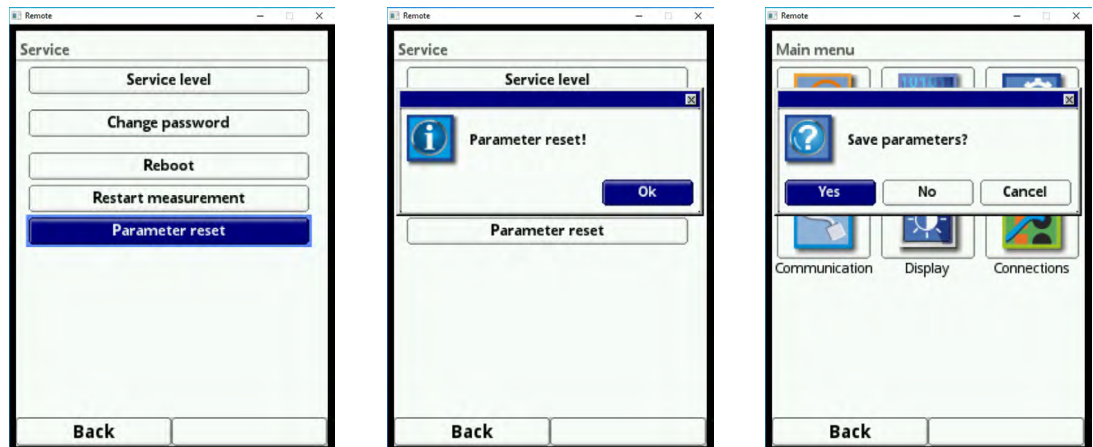 Remote
Service
Service level
Change password
Reboot
Restart measurement
Parameter reset
Back
Remote
Service
Service level
Parameter reset!
Ok
Parameter reset
Back
Remote
Main menu
Save parameters?
Yes No Cancel
Communication Display Connections
Back